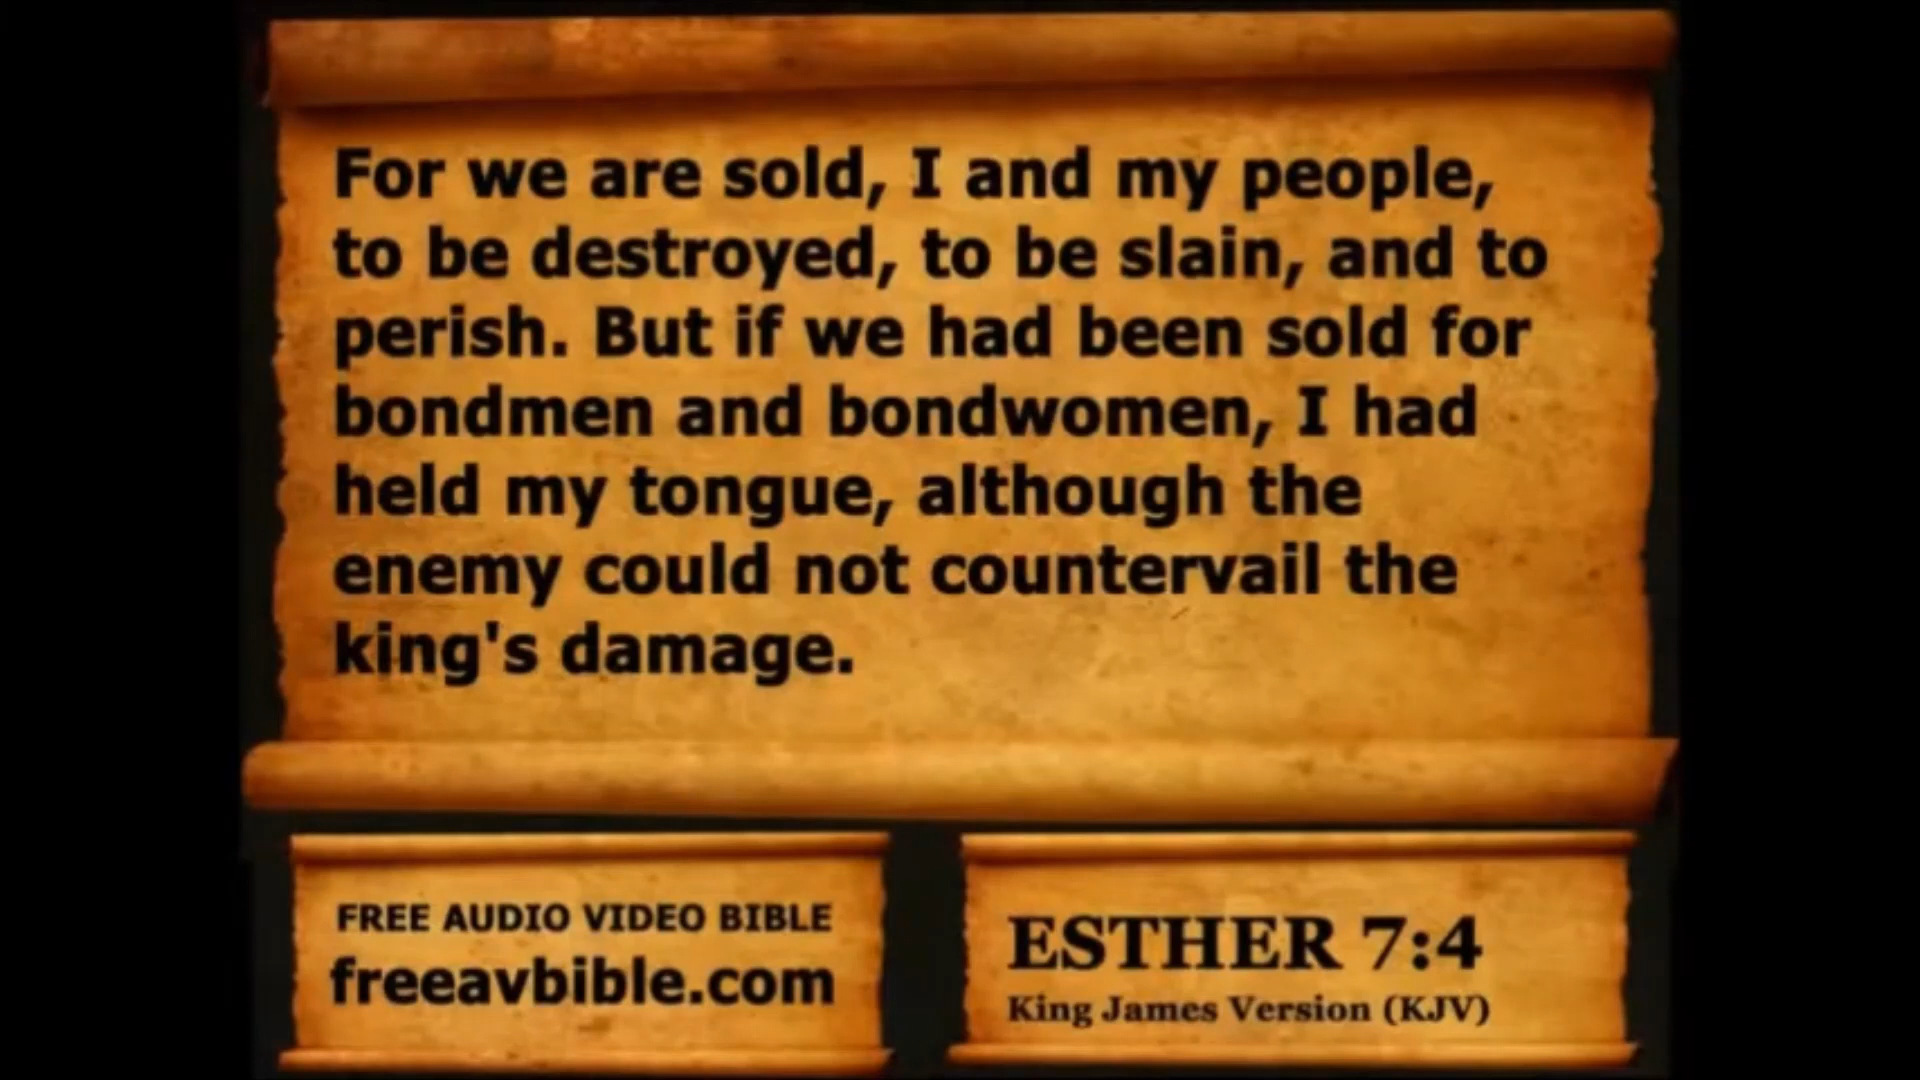 For we are sold, I and my people,
to be destroyed, to be slain, and to
perish. But if we had been sold for
bondmen and bondwomen, I had
held my tongue, although the
enemy could not countervail the
king's damage.
FREE AUDIO VIDEO BIBLE
freeavbible.com
ESTHER 7:4
King James Version (KJV)